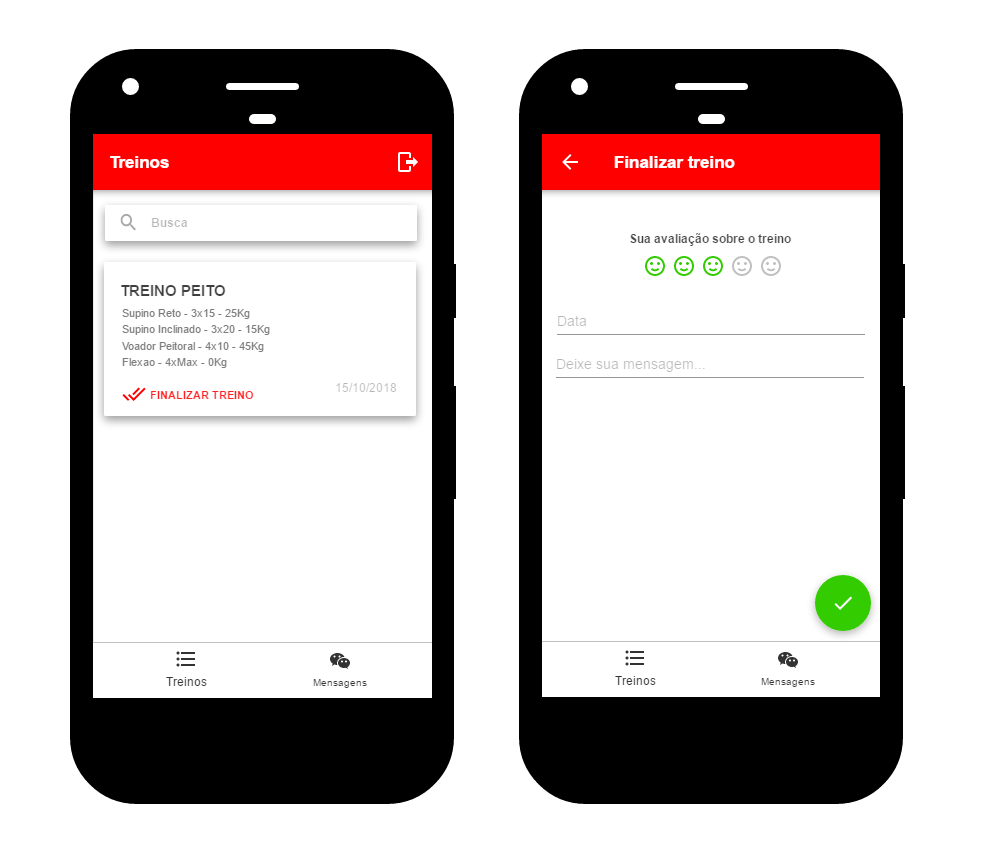 Treinos
Busca
TREINO PEITO
Supino Reto - 3x15 - 25Kg
Supino Inclinado - 3x20 - 15Kg
Voador Peitoral - 4x10 - 45Kg
Flexao - 4xMax - 0Kg
FINALIZAR TREINO
15/10/2018
Treinos
Mensagens
Finalizar treino
Sua avaliação sobre o treino
Data
Deixe sua mensagem...
Treinos
Mensagens